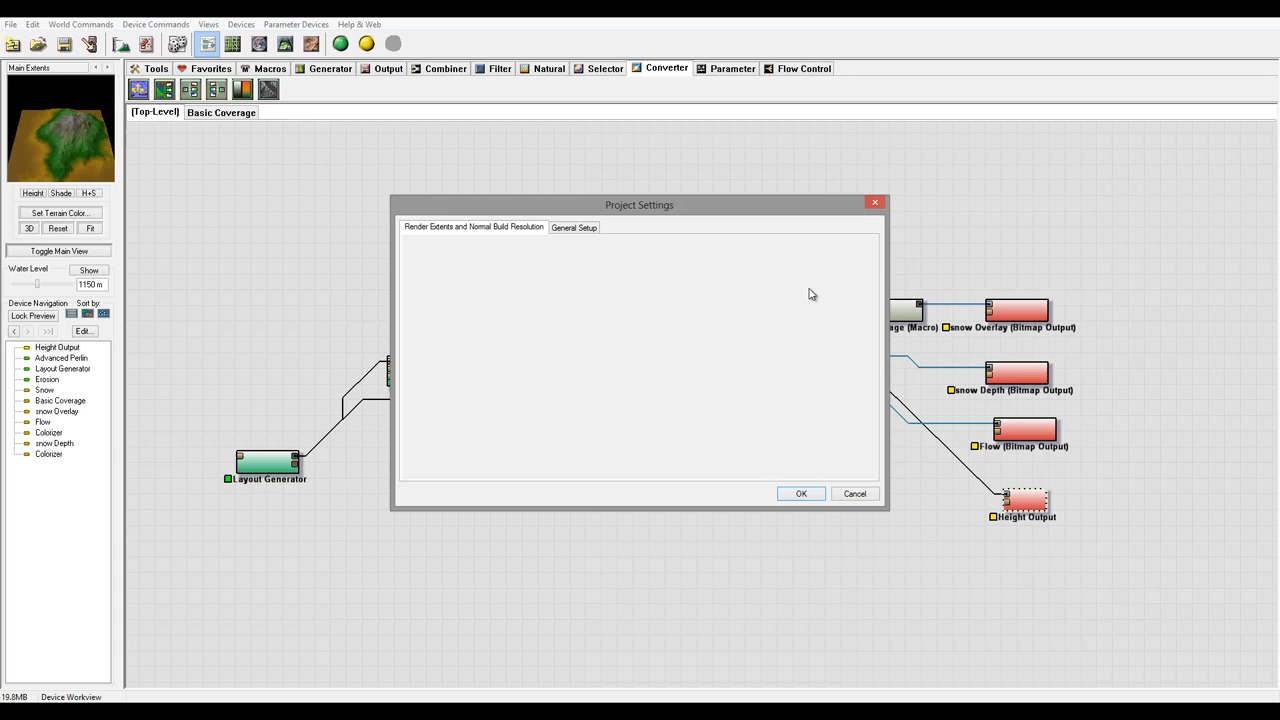 File Edit World Commands Device Commands Views Devices Parameter Devices Help & Web
Main Extents
Tools Favorites Macros Generator Output Combiner Filter Natural Selector Converter Parameter Flow Control
(Top-Level) Basic Coverage
Height Shade H+S
Set Terrain Color...
3D Reset Fit
Toggle Main View
Water Level Show
1150 m
Device Navigation Sort by:
Lock Preview
< > >>| Edit...
Height Output
Advanced Perlin
Layout Generator
Erosion
Snow
Basic Coverage
snow Overlay
Flow
Colorizer
snow Depth
Colorizer
Project Settings
Render Extents and Normal Build Resolution General Setup
OK Cancel
Layout Generator
age (Macro)
snow Overlay (Bitmap Output)
snow Depth (Bitmap Output)
Flow (Bitmap Output)
Height Output
19.8MB Device Workview